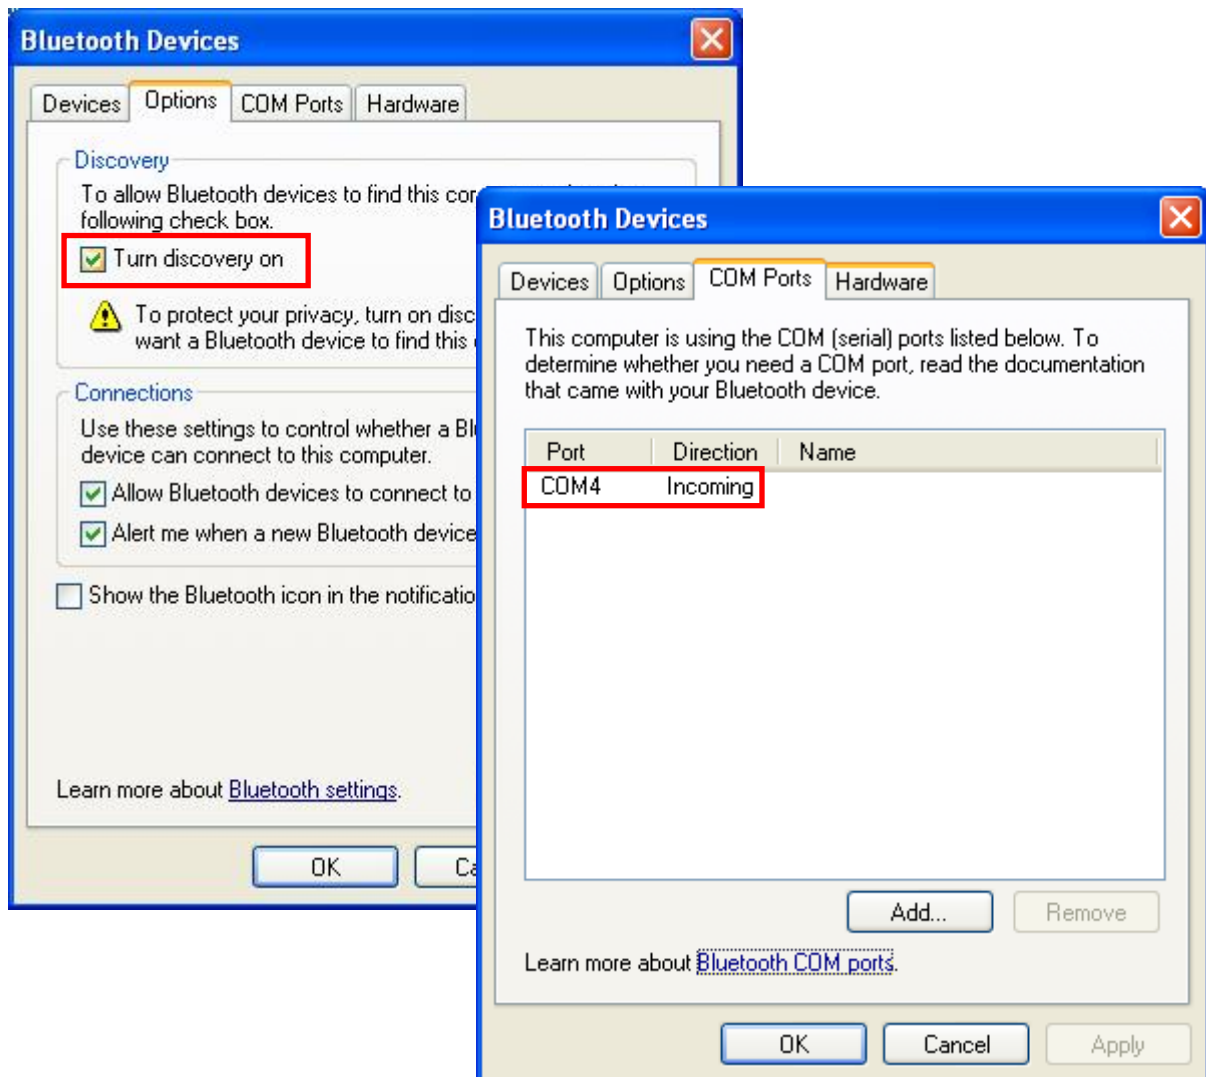 Bluetooth Devices
Devices Options COM Ports Hardware
Discovery
To allow Bluetooth devices to find this
following check box.
Turn discovery on
To protect your privacy, turn on
want a Bluetooth device to find this
Connections
Use these settings to control whether a
device can connect to this computer.
Allow Bluetooth devices to connect to
Alert me when a new Bluetooth device
Show the Bluetooth icon in the
Learn more about Bluetooth settings.
OK
Bluetooth Devices
Devices Options COM Ports Hardware
This computer is using the COM (serial) ports listed below. To
determine whether you need a COM port, read the documentation
that came with your Bluetooth device.
Port Direction Name
COM4 Incoming
Add... Remove
Learn more about Bluetooth COM ports.
OK Cancel Apply